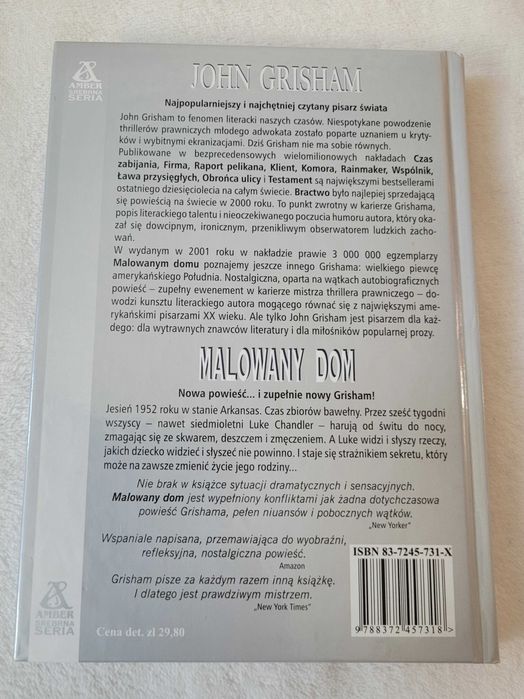 AMBER
SREBRNA
SERIA
JOHN GRISHAM
Najpopularniejszy i najchętniej czytany pisarz świata
John Grisham to fenomen literacki naszych czasów. Niespotykane powodzenie
thrillerów prawniczych młodego adwokata zostało poparte uznaniem u kryty-
ków i wybitnymi ekranizacjami. Dziś Grisham nie ma sobie równych.
Publikowane w bezprecedensowych wielomilionowych nakładach Czas
zabijania, Firma, Raport pelikana, Klient, Komora, Rainmaker, Wspólnik,
Ława przysięgłych, Obrońca ulicy i Testament są największymi bestsellerami
ostatniego dziesięciolecia na całym świecie. Bractwo było najlepiej sprzedającą
się powieścią na świecie w 2000 roku. To punkt zwrotny w karierze Grishama,
popis literackiego talentu i nieoczekiwanego poczucia humoru autora, który oka-
zał się dowcipnym, ironicznym, przenikliwym obserwatorem ludzkich zacho-
wań.
W wydanym w 2001 roku w nakładzie prawie 3 000 000 egzemplarzy
Malowanym domu poznajemy jeszcze innego Grishama: wielkiego piewcę
amerykańskiego Południa. Nostalgiczna, oparta na wątkach autobiograficznych
powieść – zupełny ewenement w karierze mistrza thrillera prawniczego – do-
wodzi kunsztu literackiego autora mogącego równać się z największymi ame-
rykańskimi pisarzami XX wieku. Ale tylko John Grisham jest pisarzem dla każ-
dego: dla wytrawnych znawców literatury i dla miłośników popularnej prozy.
MALOWANY DOM
Nowa powieść... i zupełnie nowy Grisham!
Jesień 1952 roku w stanie Arkansas. Czas zbiorów bawełny. Przez sześć tygodni
wszyscy – nawet siedmioletni Luke Chandler – harują od świtu do nocy,
zmagając się ze skwarem, deszczem i zmęczeniem. A Luke widzi i słyszy rzeczy,
jakich dziecko widzieć i słyszeć nie powinno. I staje się strażnikiem sekretu, który
może na zawsze zmienić życie jego rodziny...
Nie brak w książce sytuacji dramatycznych i sensacyjnych.
Malowany dom jest wypełniony konfliktami jak żadna dotychczasowa
powieść Grishama, pełen niuansów i pobocznych wątków.
„New Yorker”
Wspaniale napisana, przemawiająca do wyobraźni,
refleksyjna, nostalgiczna powieść.
Amazon
Grisham pisze za każdym razem inną książkę.
I dlatego jest prawdziwym mistrzem.
„New York Times”
ISBN 83-7245-731-X
9 788372 457318 >
AMBER
SREBRNA
SERIA
Cena det. zł 29,80